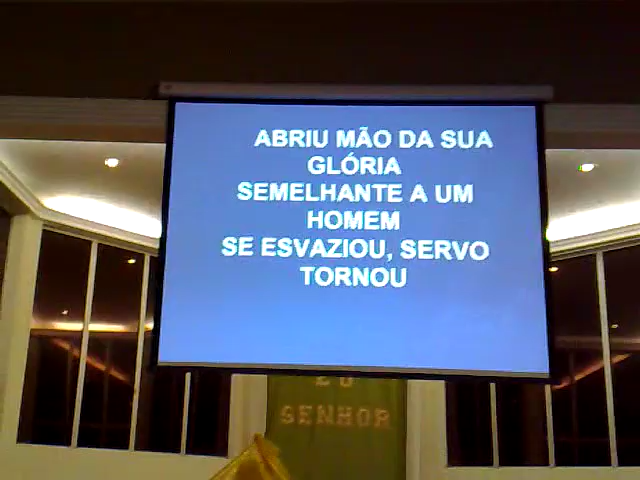 ABRIU MÃO DA SUA
GLÓRIA
SEMELHANTE A UM
HOMEM
SE ESVAZIOU, SERVO
TORNOU
SENHOR